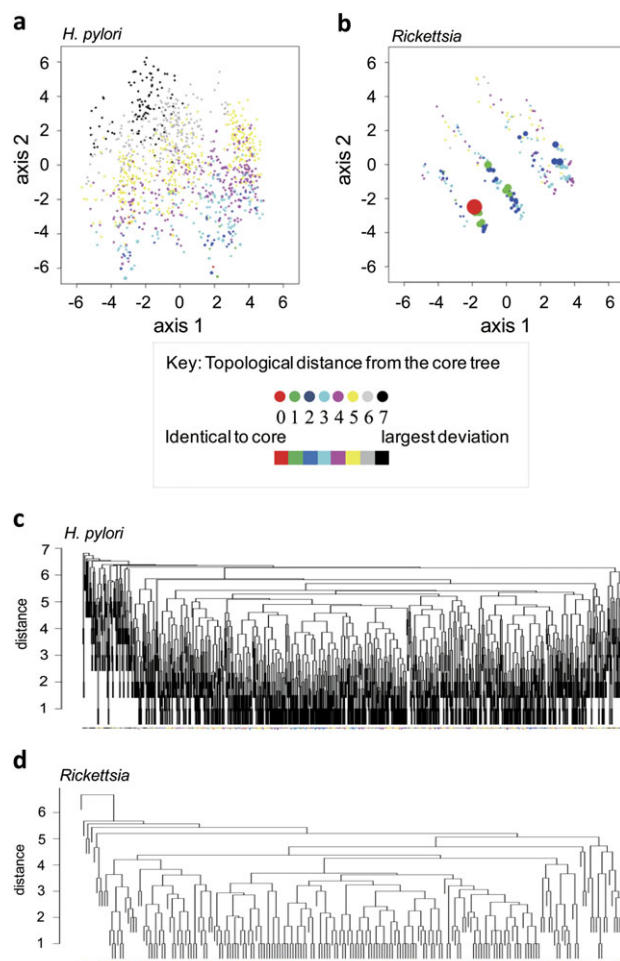 a
H. pylori
6
4
2
0
-2
-4
-6
axis 2
-6 -4 -2 0 2 4 6
axis 1
b
Rickettsia
6
4
2
0
-2
-4
-6
axis 2
-6 -4 -2 0 2 4 6
axis 1
Key: Topological distance from the core tree
0 1 2 3 4 5 6 7
Identical to core largest deviation
c
H. pylori
7
6
5
4
3
2
1
distance
d
Rickettsia
6
5
4
3
2
1
distance